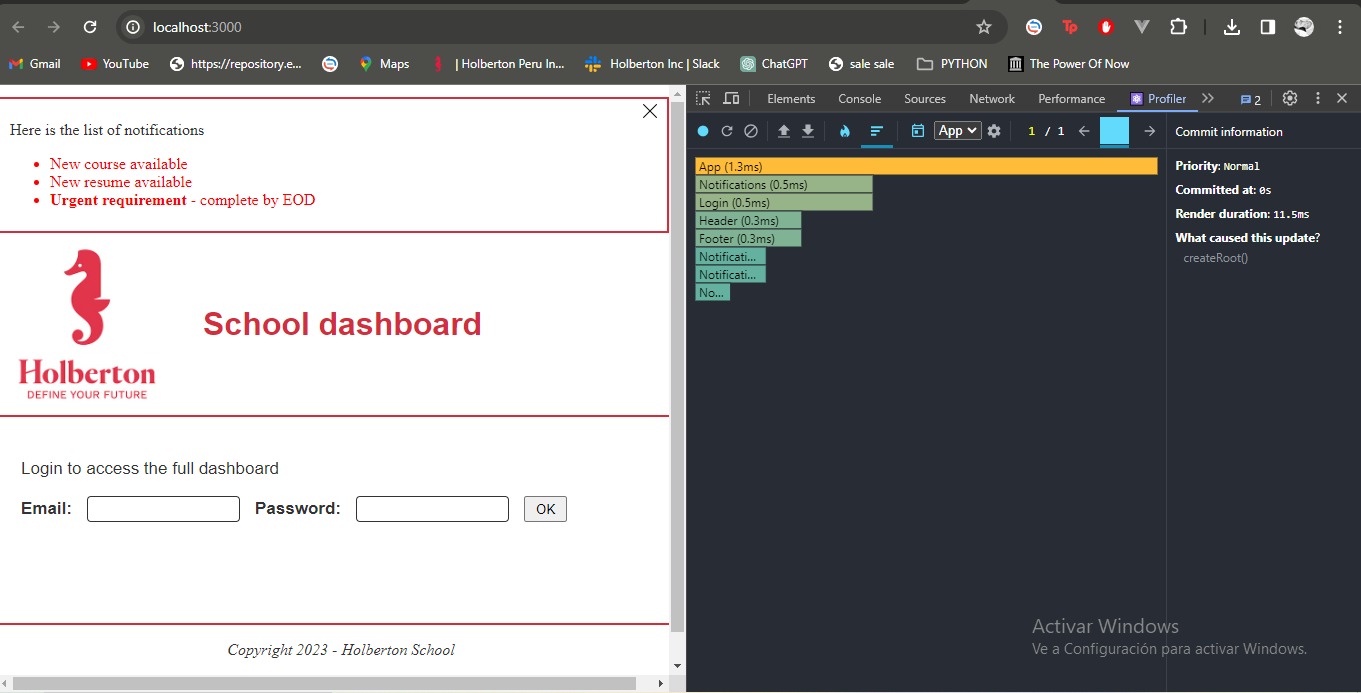 localhost:3000
Gmail YouTube https://repository.e... Maps | Holberton Peru In... Holberton Inc | Slack ChatGPT sale sale PYTHON The Power Of Now
Here is the list of notifications
New course available
New resume available
Urgent requirement - complete by EOD
Holberton
DEFINE YOUR FUTURE
School dashboard
Login to access the full dashboard
Email: Password: OK
Copyright 2023 - Holberton School
Elements Console Sources Network Performance Profiler 2
App 1 / 1 Commit information
App (1.3ms)
Notifications (0.5ms)
Login (0.5ms)
Header (0.3ms)
Footer (0.3ms)
Notificati...
Notificati...
No...
Priority: Normal
Committed at: 0s
Render duration: 11.5ms
What caused this update?
createRoot()
Activar Windows
Ve a Configuración para activar Windows.